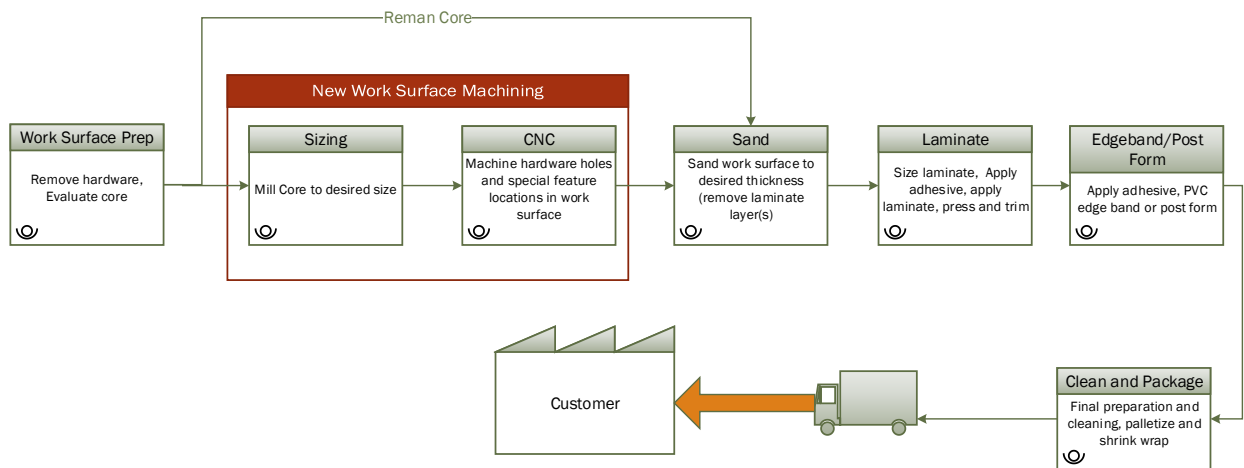 Reman Core
New Work Surface Machining
Work Surface Prep
Remove hardware,
Evaluate core
Sizing
Mill Core to desired size
CNC
Machine hardware holes
and special feature
locations in work
surface
Sand
Sand work surface to
desired thickness
(remove laminate
layer(s)
Laminate
Size laminate, Apply
adhesive, apply
laminate, press and trim
Edgeband/Post
Form
Apply adhesive, PVC
edge band or post form
Customer
Clean and Package
Final preparation and
cleaning, palletize and
shrink wrap